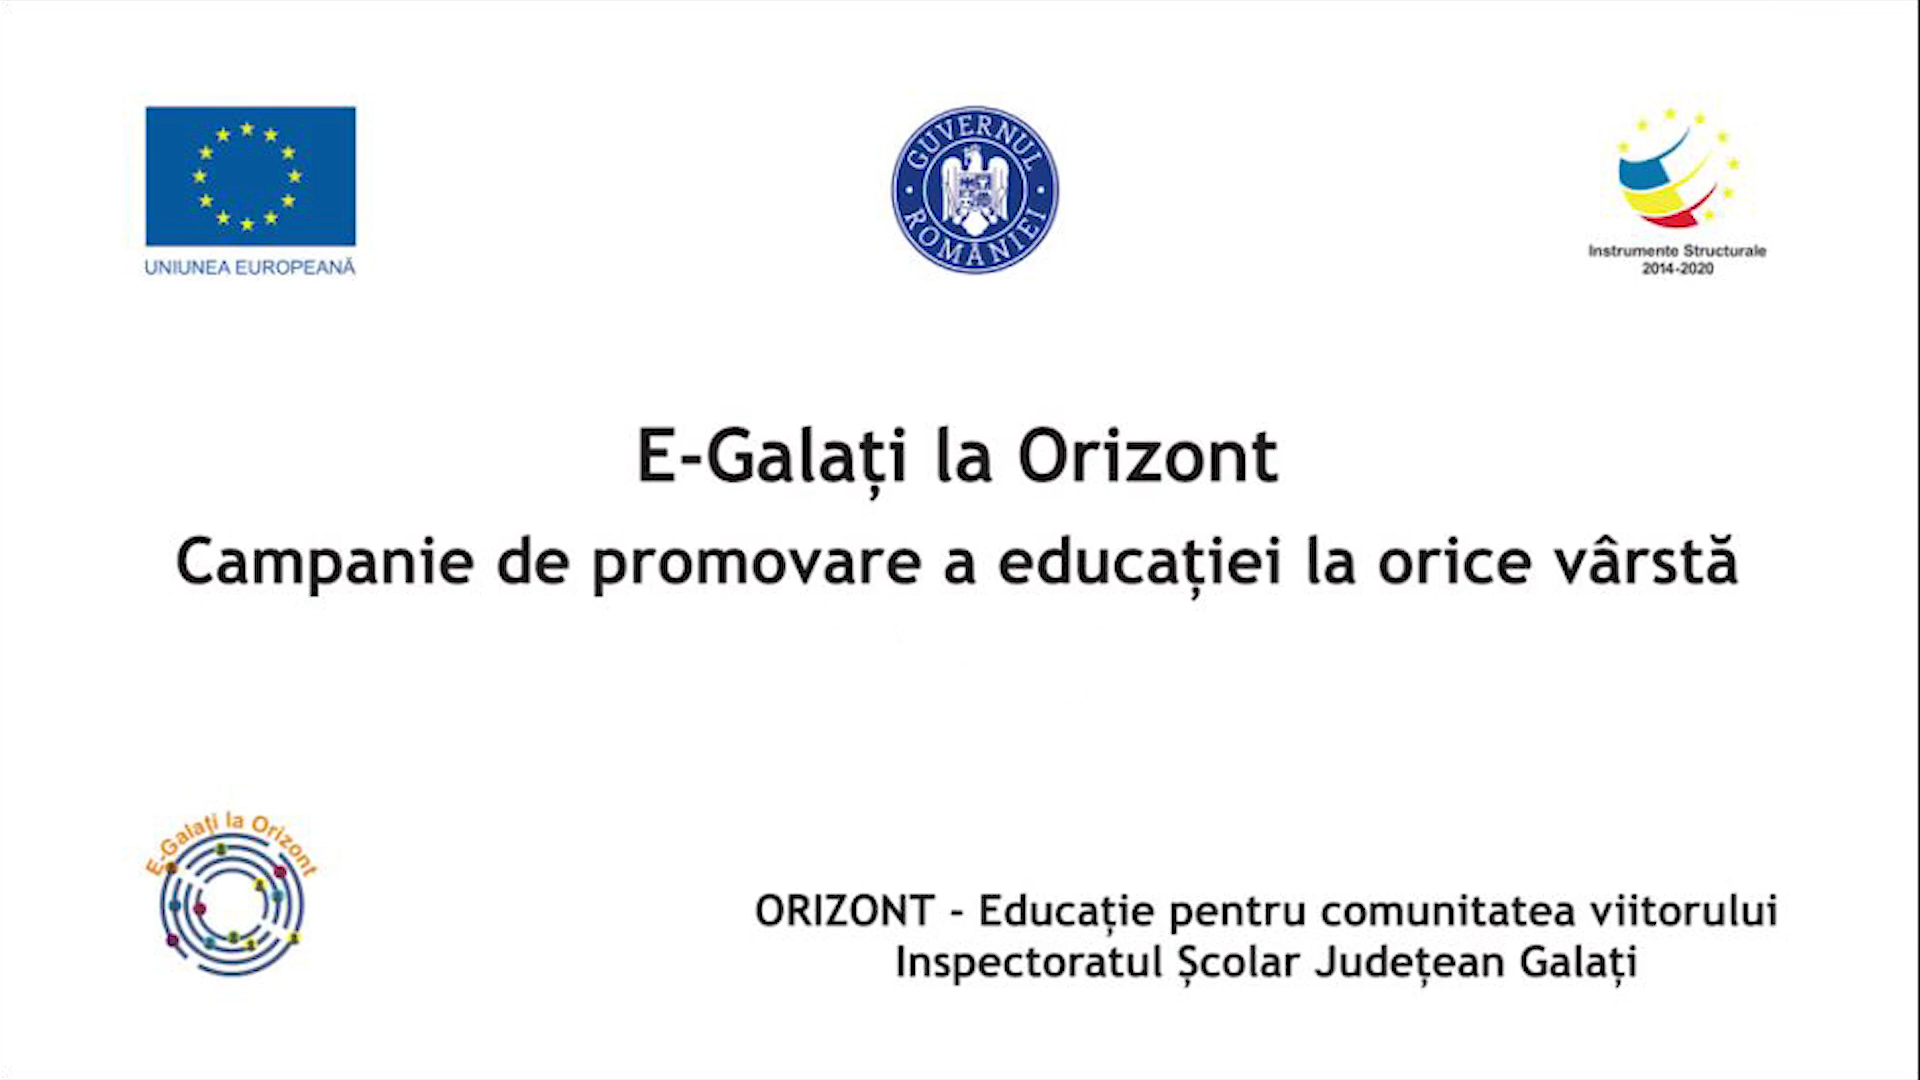 UNIUNEA EUROPEANĂ
GUVERNUL ROMÂNIEI
Instrumente Structurale
2014-2020
E-Galați la Orizont
Campanie de promovare a educației la orice vârstă
E-Galați la Orizont
ORIZONT - Educație pentru comunitatea viitorului
Inspectoratul Școlar Județean Galați